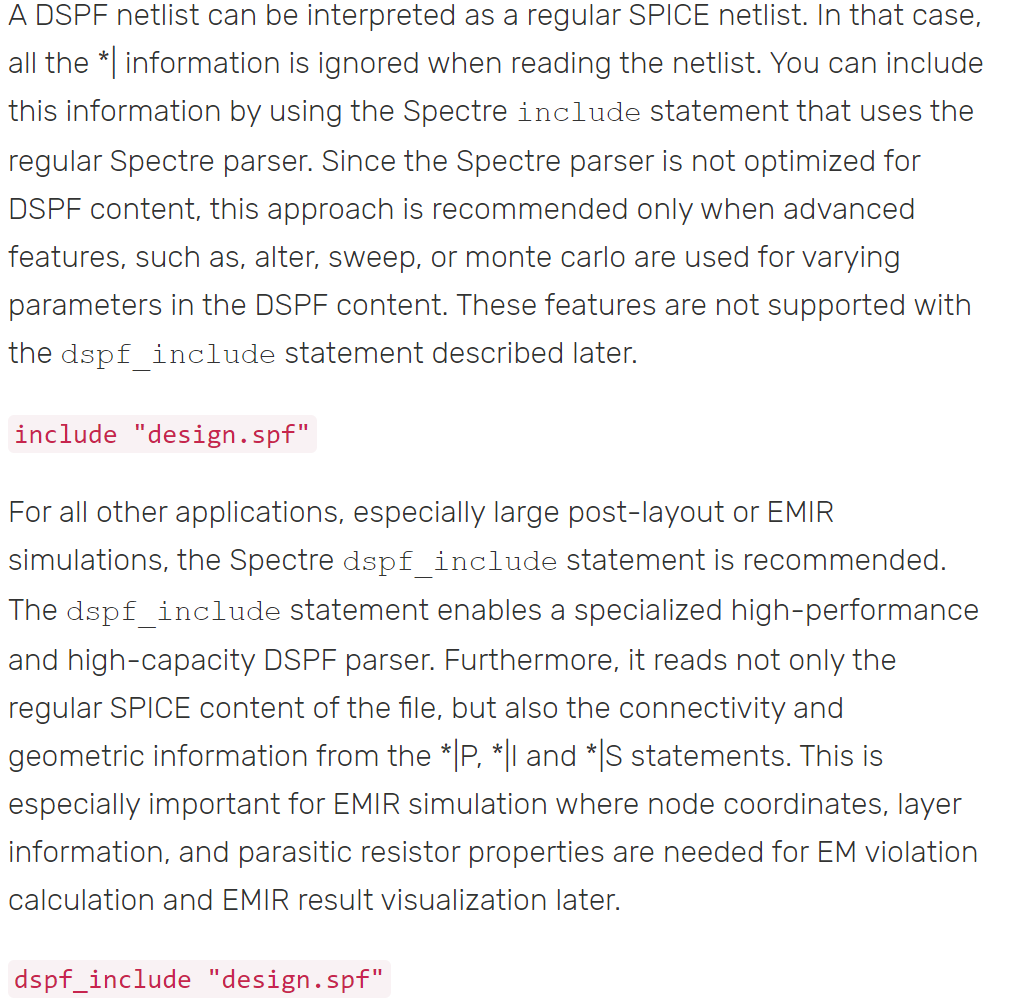 A DSPF netlist can be interpreted as a regular SPICE netlist. In that case,
all the *| information is ignored when reading the netlist. You can include
this information by using the Spectre include statement that uses the
regular Spectre parser. Since the Spectre parser is not optimized for
DSPF content, this approach is recommended only when advanced
features, such as, alter, sweep, or monte carlo are used for varying
parameters in the DSPF content. These features are not supported with
the dspf_include statement described later.
include "design.spf"
For all other applications, especially large post-layout or EMIR
simulations, the Spectre dspf_include statement is recommended.
The dspf_include statement enables a specialized high-performance
and high-capacity DSPF parser. Furthermore, it reads not only the
regular SPICE content of the file, but also the connectivity and
geometric information from the *|P, *|I and *|S statements. This is
especially important for EMIR simulation where node coordinates, layer
information, and parasitic resistor properties are needed for EM violation
calculation and EMIR result visualization later.
dspf_include "design.spf"